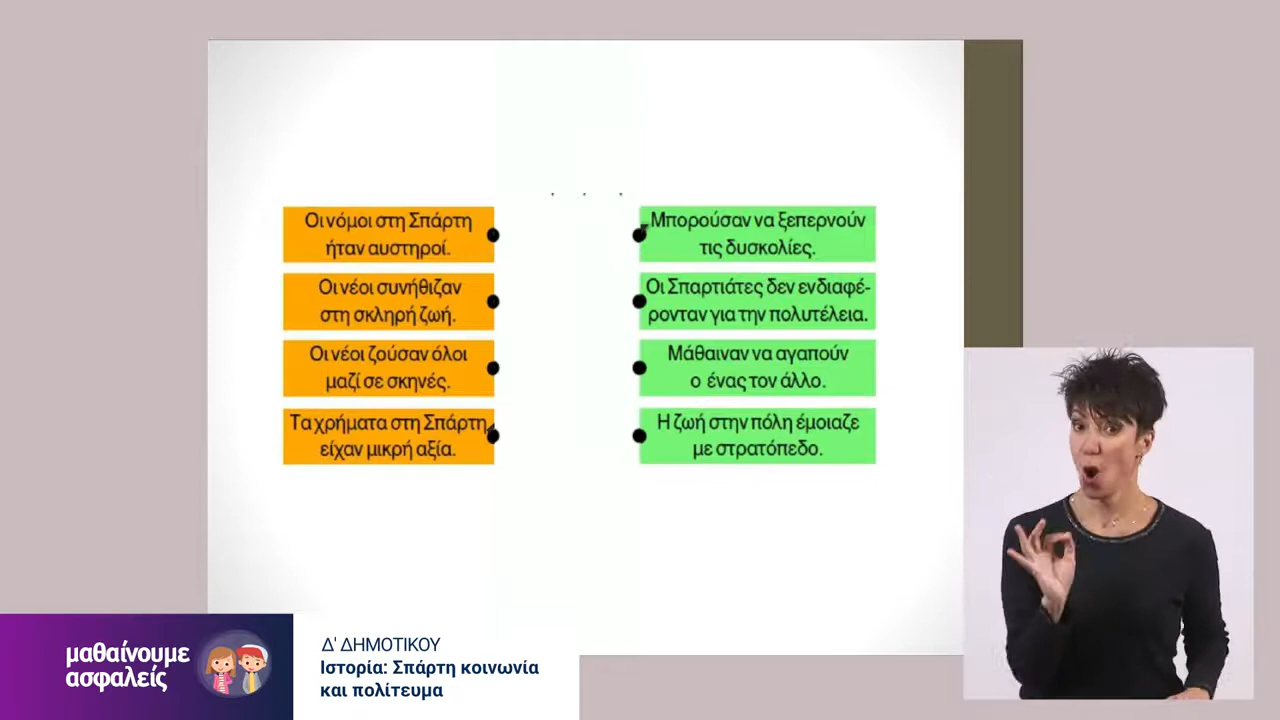 Οι νόμοι στη Σπάρτη
ήταν αυστηροί.
Μπορούσαν να ξεπερνούν
τις δυσκολίες.
Οι νέοι συνήθιζαν
στη σκληρή ζωή.
Οι Σπαρτιάτες δεν ενδιαφέ-
ρονταν για την πολυτέλεια.
Οι νέοι ζούσαν όλοι
μαζί σε σκηνές.
Μάθαιναν να αγαπούν
ο ένας τον άλλο.
Τα χρήματα στη Σπάρτη
είχαν μικρή αξία.
Η ζωή στην πόλη έμοιαζε
με στρατόπεδο.
μαθαίνουμε
ασφαλείς
Δ' ΔΗΜΟΤΙΚΟΥ
Ιστορία: Σπάρτη κοινωνία
και πολίτευμα